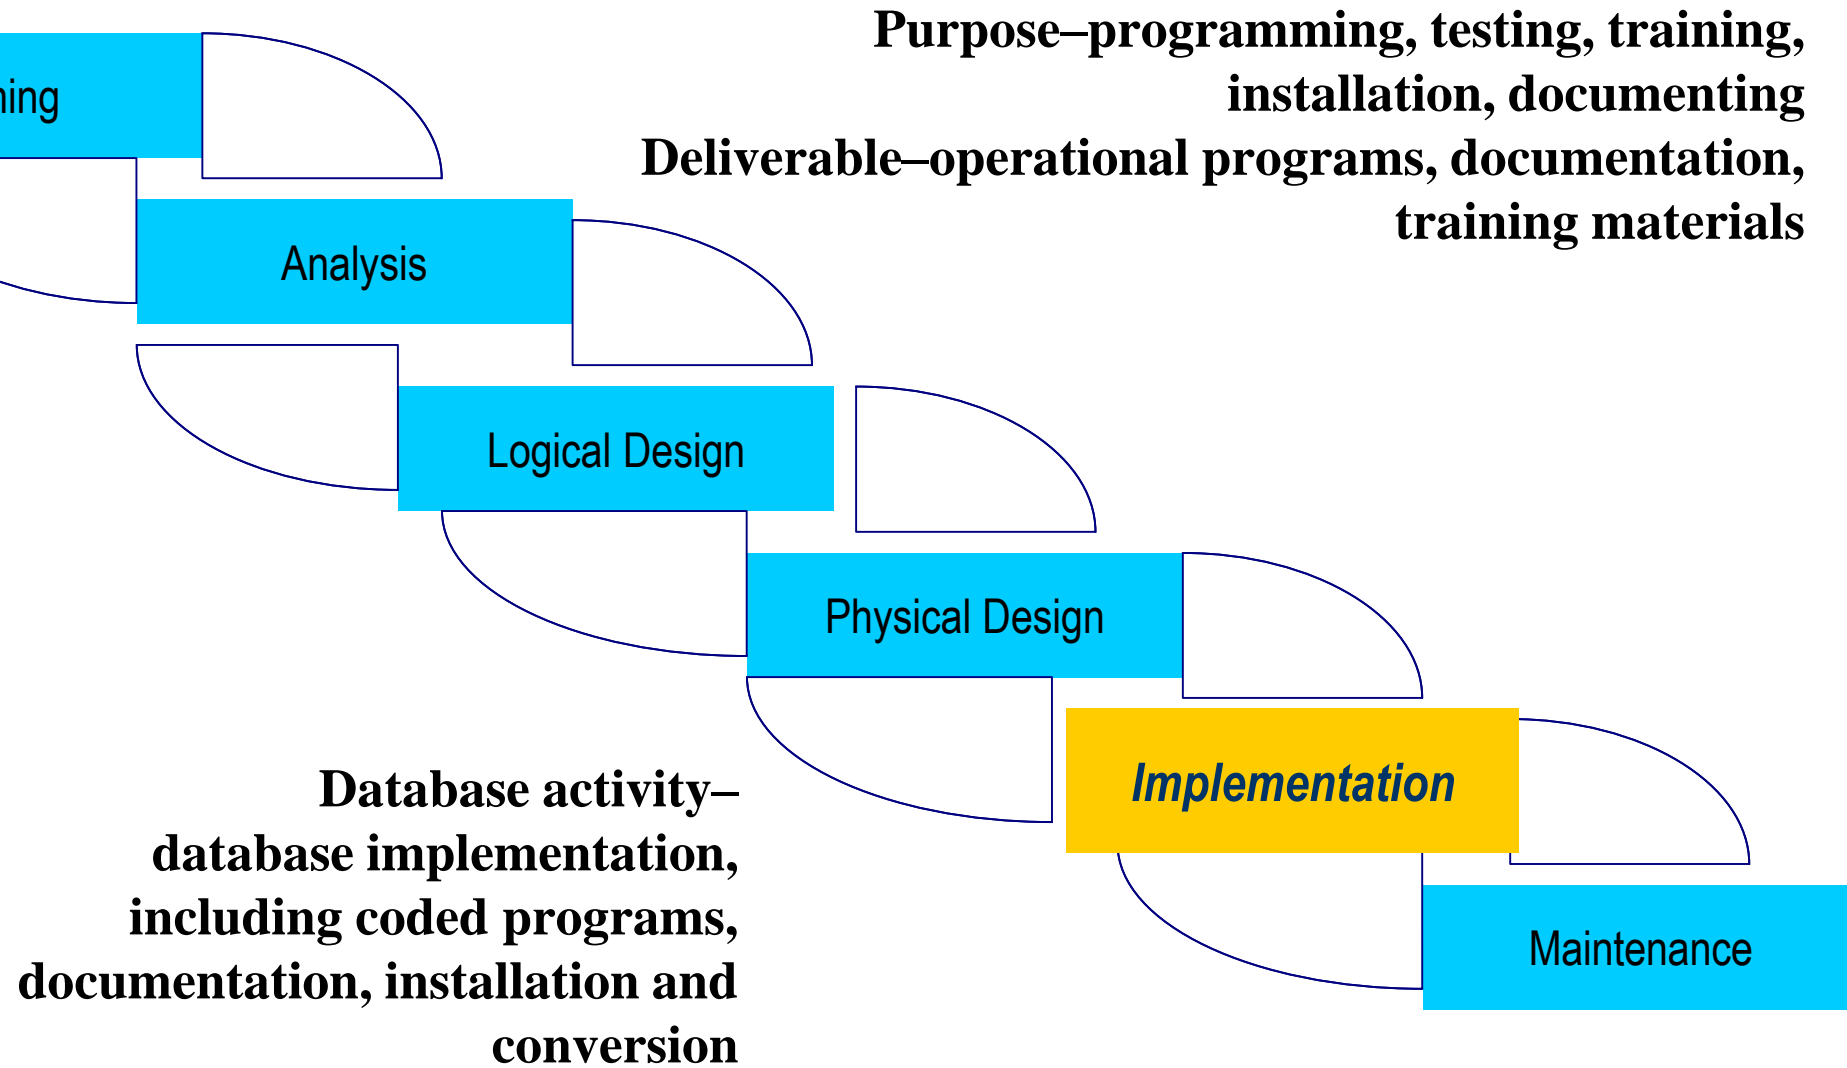 Purpose–programming, testing, training,
installation, documenting
Deliverable–operational programs, documentation,
training materials
Analysis
Logical Design
Physical Design
Implementation
Maintenance
Database activity–
database implementation,
including coded programs,
documentation, installation and
conversion